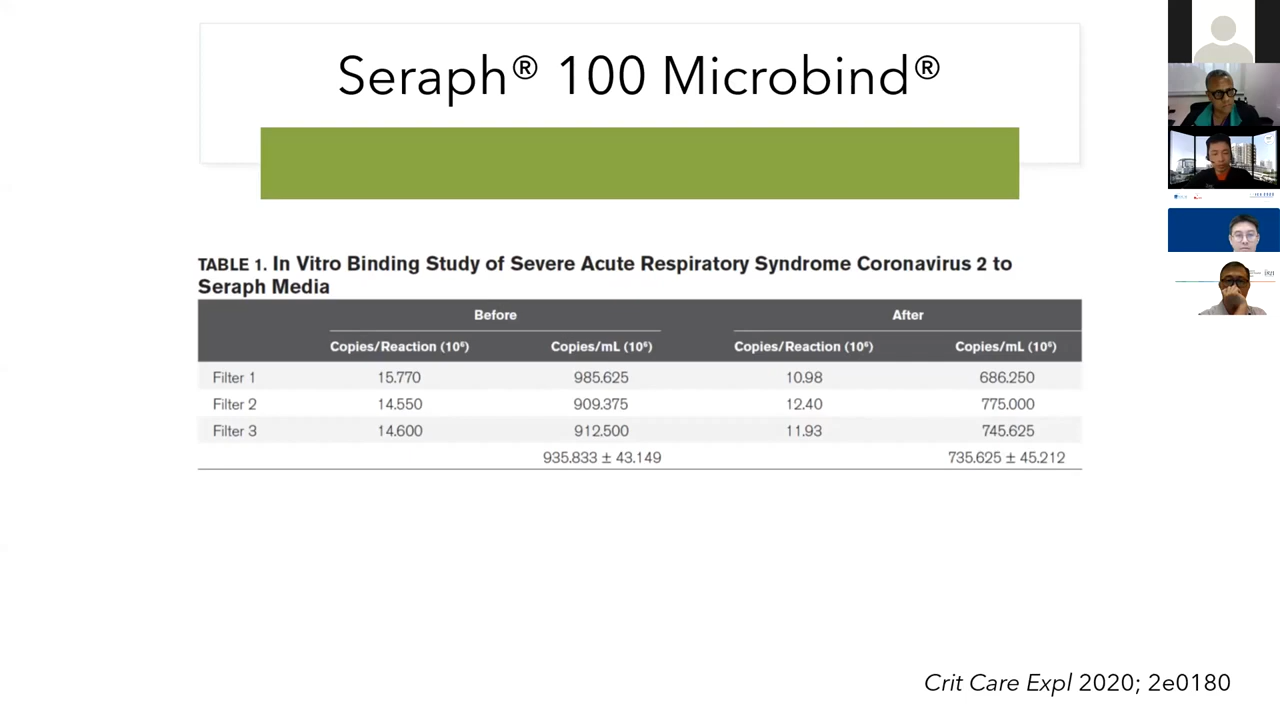 Seraph® 100 Microbind®
TABLE 1. In Vitro Binding Study of Severe Acute Respiratory Syndrome Coronavirus 2 to
Seraph Media
Before After
Copies/Reaction (10⁶) Copies/mL (10⁶) Copies/Reaction (10⁶) Copies/mL (10⁶)
Filter 1 15.770 985.625 10.98 686.250
Filter 2 14.550 909.375 12.40 775.000
Filter 3 14.600 912.500 11.93 745.625
935.833 ± 43.149 735.625 ± 45.212
Crit Care Expl 2020; 2e0180